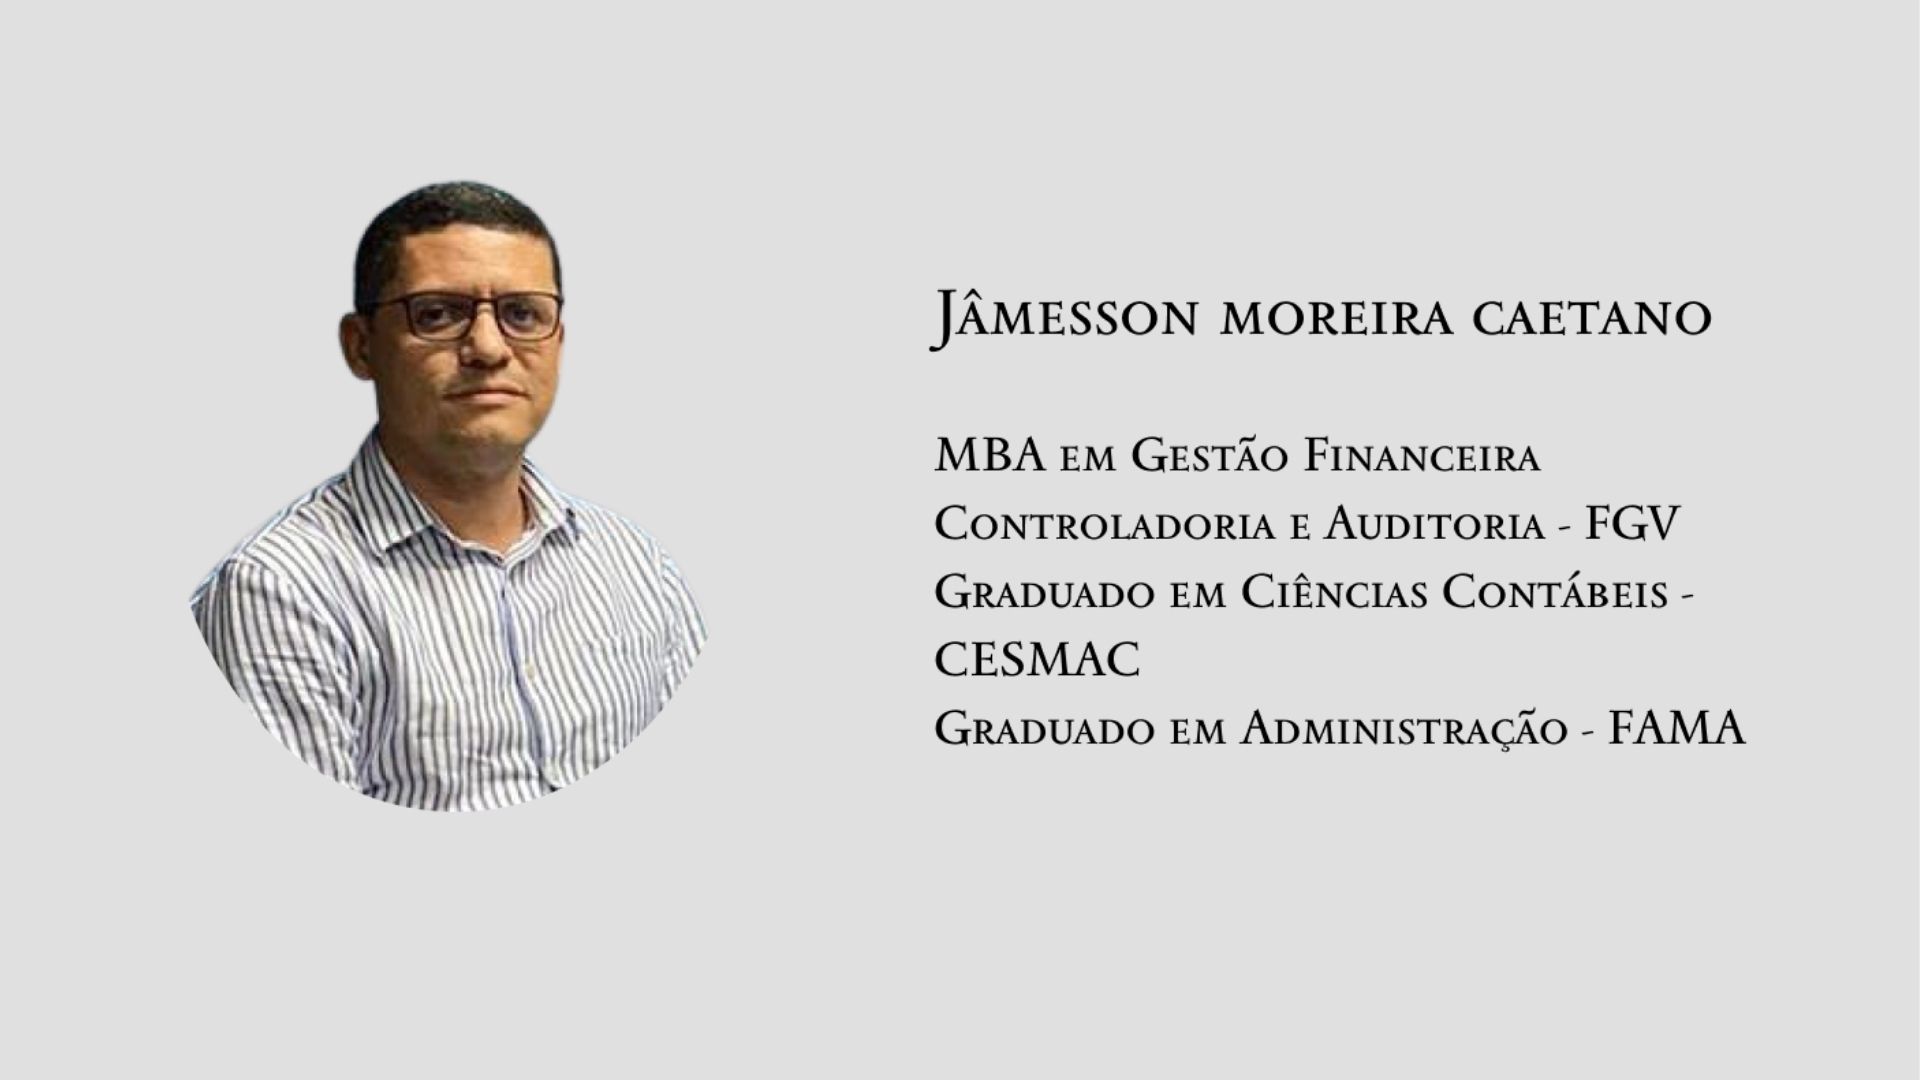 Jâmesson moreira caetano
MBA em Gestão Financeira
Controladoria e Auditoria - FGV
Graduado em Ciências Contábeis -
CESMAC
Graduado em Administração - FAMA